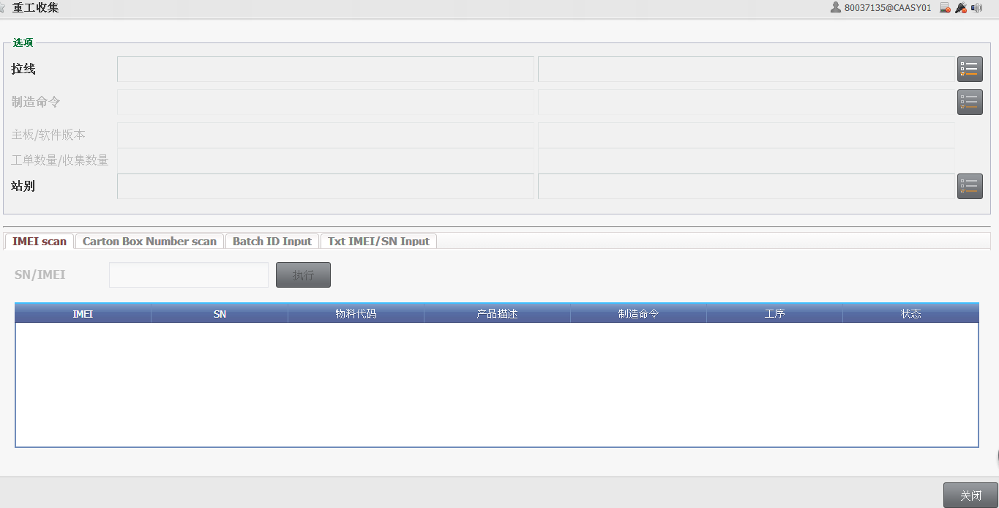 重工收集
80037135@CAASY01
选项
拉线
制造命令
主板/软件版本
工单数量/收集数量
站别
IMEI scan Carton Box Number scan Batch ID Input Txt IMEI/SN Input
SN/IMEI 执行
IMEI SN 物料代码 产品描述 制造命令 工序 状态
关闭